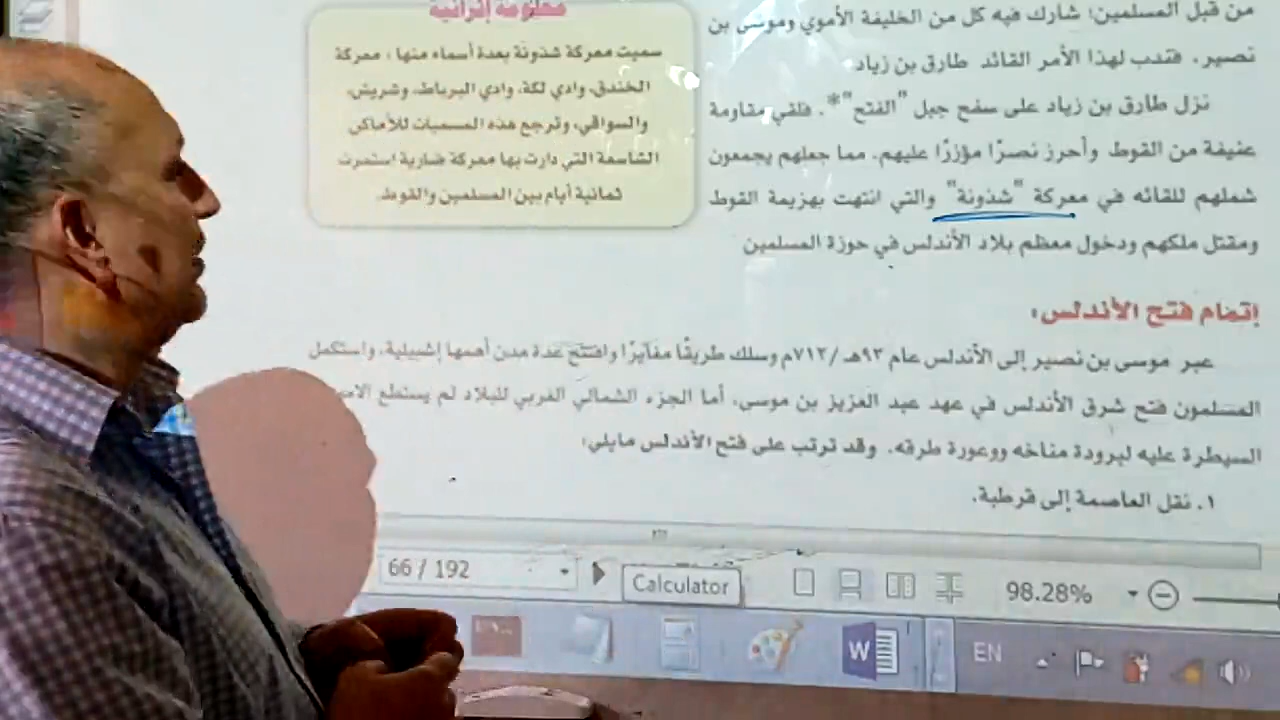 من قبل المسلمين؛ شارك فيه كل من الخليفة الأموي وموسى بن
نصير، فندب لهذا الأمر القائد طارق بن زياد
نزل طارق بن زياد على سفح جبل "الفتح"*. فلقي مقاومة
عنيفة من القوط وأحرز نصرًا مؤزرًا عليهم. مما جعلهم يجمعون
شملهم للقائه في معركة "شذونة" والتي انتهت بهزيمة القوط
ومقتل ملكهم ودخول معظم بلاد الأندلس في حوزة المسلمين
معلومة إثرائية
سميت معركة شذونة بعدة أسماء منها: معركة
الخندق، وادي لكة، وادي البرباط، وشريش،
والسواقي، وترجع هذه المسميات للأماكن
الشاسعة التي دارت بها معركة ضارية استمرت
ثمانية أيام بين المسلمين والقوط.
إتمام فتح الأندلس:
عبر موسى بن نصير إلى الأندلس عام ٩٣هـ/٧١٢م وسلك طريقًا مغايرًا وافتتح عدة مدن أهمها إشبيلية، واستكمل
المسلمون فتح شرق الأندلس في عهد عبد العزيز بن موسى، أما الجزء الشمالي الغربي للبلاد لم يستطع
السيطرة عليه لبرودة مناخه ووعورة طرقه. وقد ترتب على فتح الأندلس مايلي:
١. نقل العاصمة إلى قرطبة.
66 / 192
Calculator
98.28%
W
EN